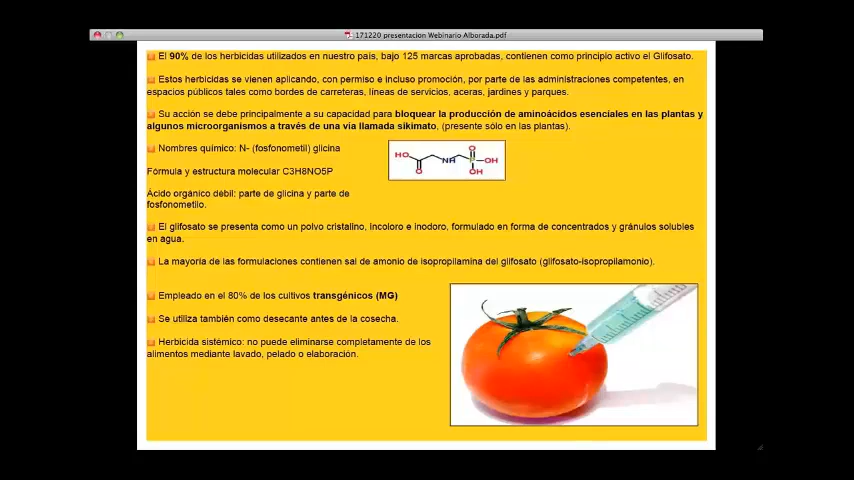 171220 presentacion Webinario Alborada.pdf
El 90% de los herbicidas utilizados en nuestro país, bajo 125 marcas aprobadas, contienen como principio activo el Glifosato.
Estos herbicidas se vienen aplicando, con permiso e incluso promoción, por parte de las administraciones competentes, en
espacios públicos tales como bordes de carreteras, líneas de servicios, aceras, jardines y parques.
Su acción se debe principalmente a su capacidad para bloquear la producción de aminoácidos esenciales en las plantas y
algunos microorganismos a través de una vía llamada sikimato, (presente sólo en las plantas).
Nombres químico: N- (fosfonometil) glicina
Fórmula y estructura molecular C3H8NO5P
HO O NH O P OH OH
Ácido orgánico débil: parte de glicina y parte de
fosfonometilo.
El glifosato se presenta como un polvo cristalino, incoloro e inodoro, formulado en forma de concentrados y gránulos solubles
en agua.
La mayoría de las formulaciones contienen sal de amonio de isopropilamina del glifosato (glifosato-isopropilamonio).
Empleado en el 80% de los cultivos transgénicos (MG)
Se utiliza también como desecante antes de la cosecha.
Herbicida sistémico: no puede eliminarse completamente de los
alimentos mediante lavado, pelado o elaboración.